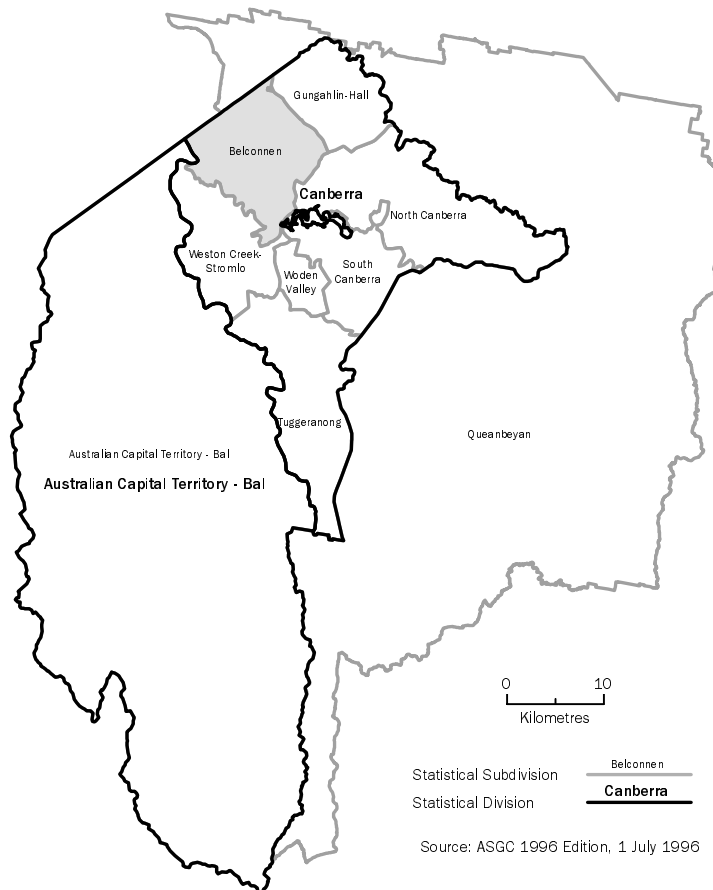 Gungahlin-Hall
Belconnen
Canberra
North Canberra
Weston Creek-
Stromlo
Woden
Valley
South
Canberra
Tuggeranong
Queanbeyan
Australian Capital Territory - Bal
Australian Capital Territory - Bal
0 10
Kilometres
Statistical Subdivision Belconnen
Statistical Division Canberra
Source: ASGC 1996 Edition, 1 July 1996